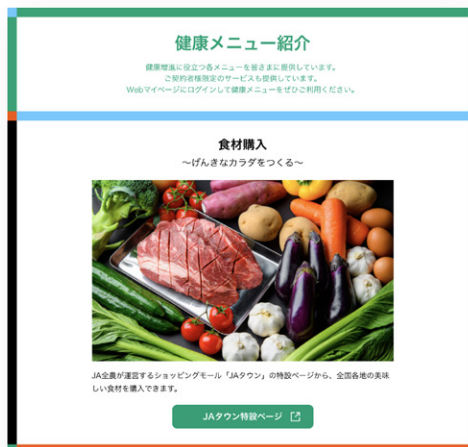 健康メニュー紹介
健康増進に役立つ各メニューを皆さまに提供しています。
ご契約者様限定のサービスも提供しています。
Webマイページにログインして健康メニューをぜひご利用ください。
食材購入
〜げんきなカラダをつくる〜
JA全農が運営するショッピングモール「JAタウン」の特設ページから、全国各地の美味
しい食材を購入できます。
JAタウン特設ページ